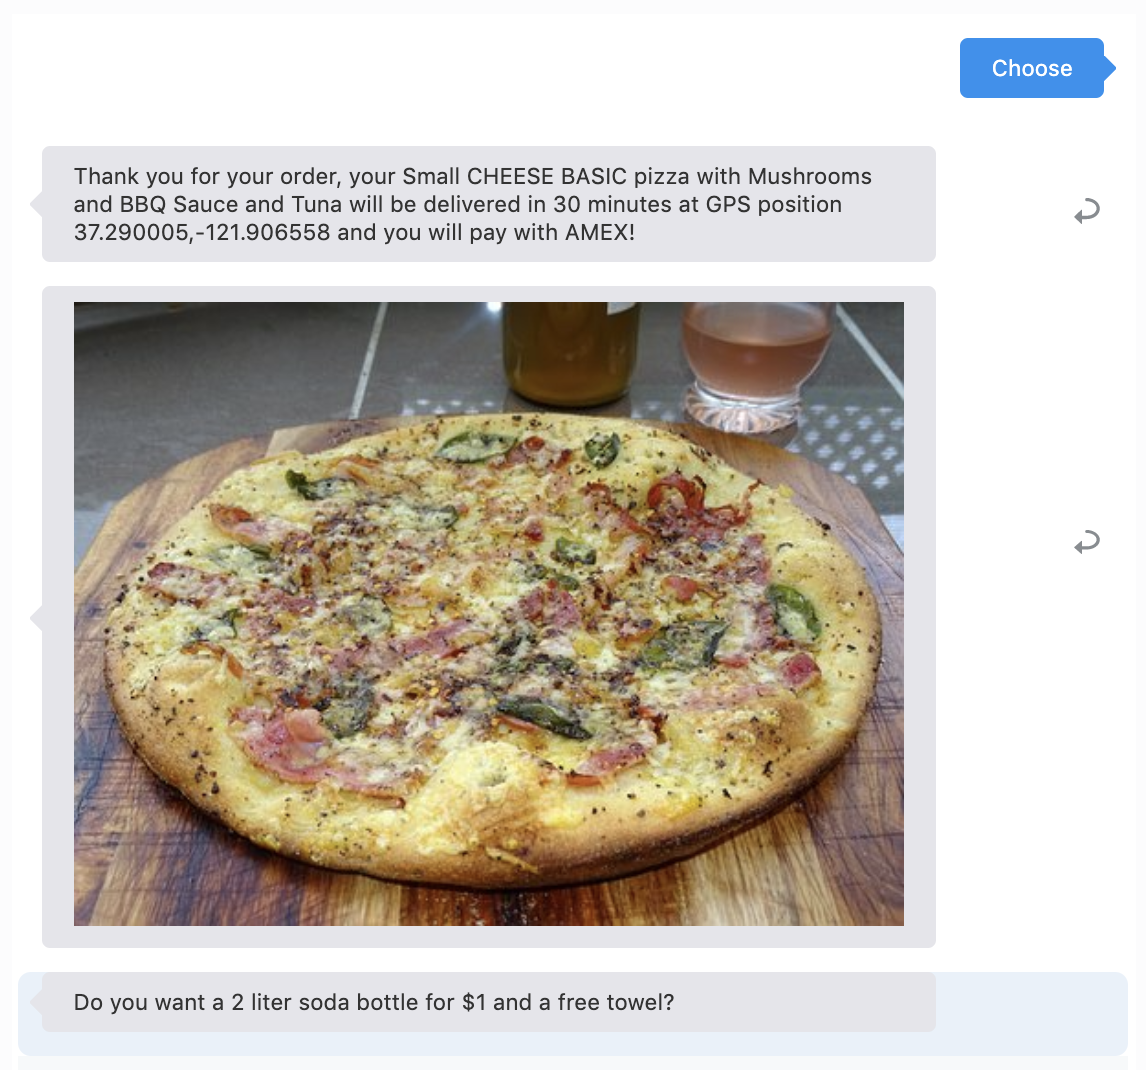 Choose
Thank you for your order, your Small CHEESE BASIC pizza with Mushrooms
and BBQ Sauce and Tuna will be delivered in 30 minutes at GPS position
37.290005,-121.906558 and you will pay with AMEX!
Do you want a 2 liter soda bottle for $1 and a free towel?